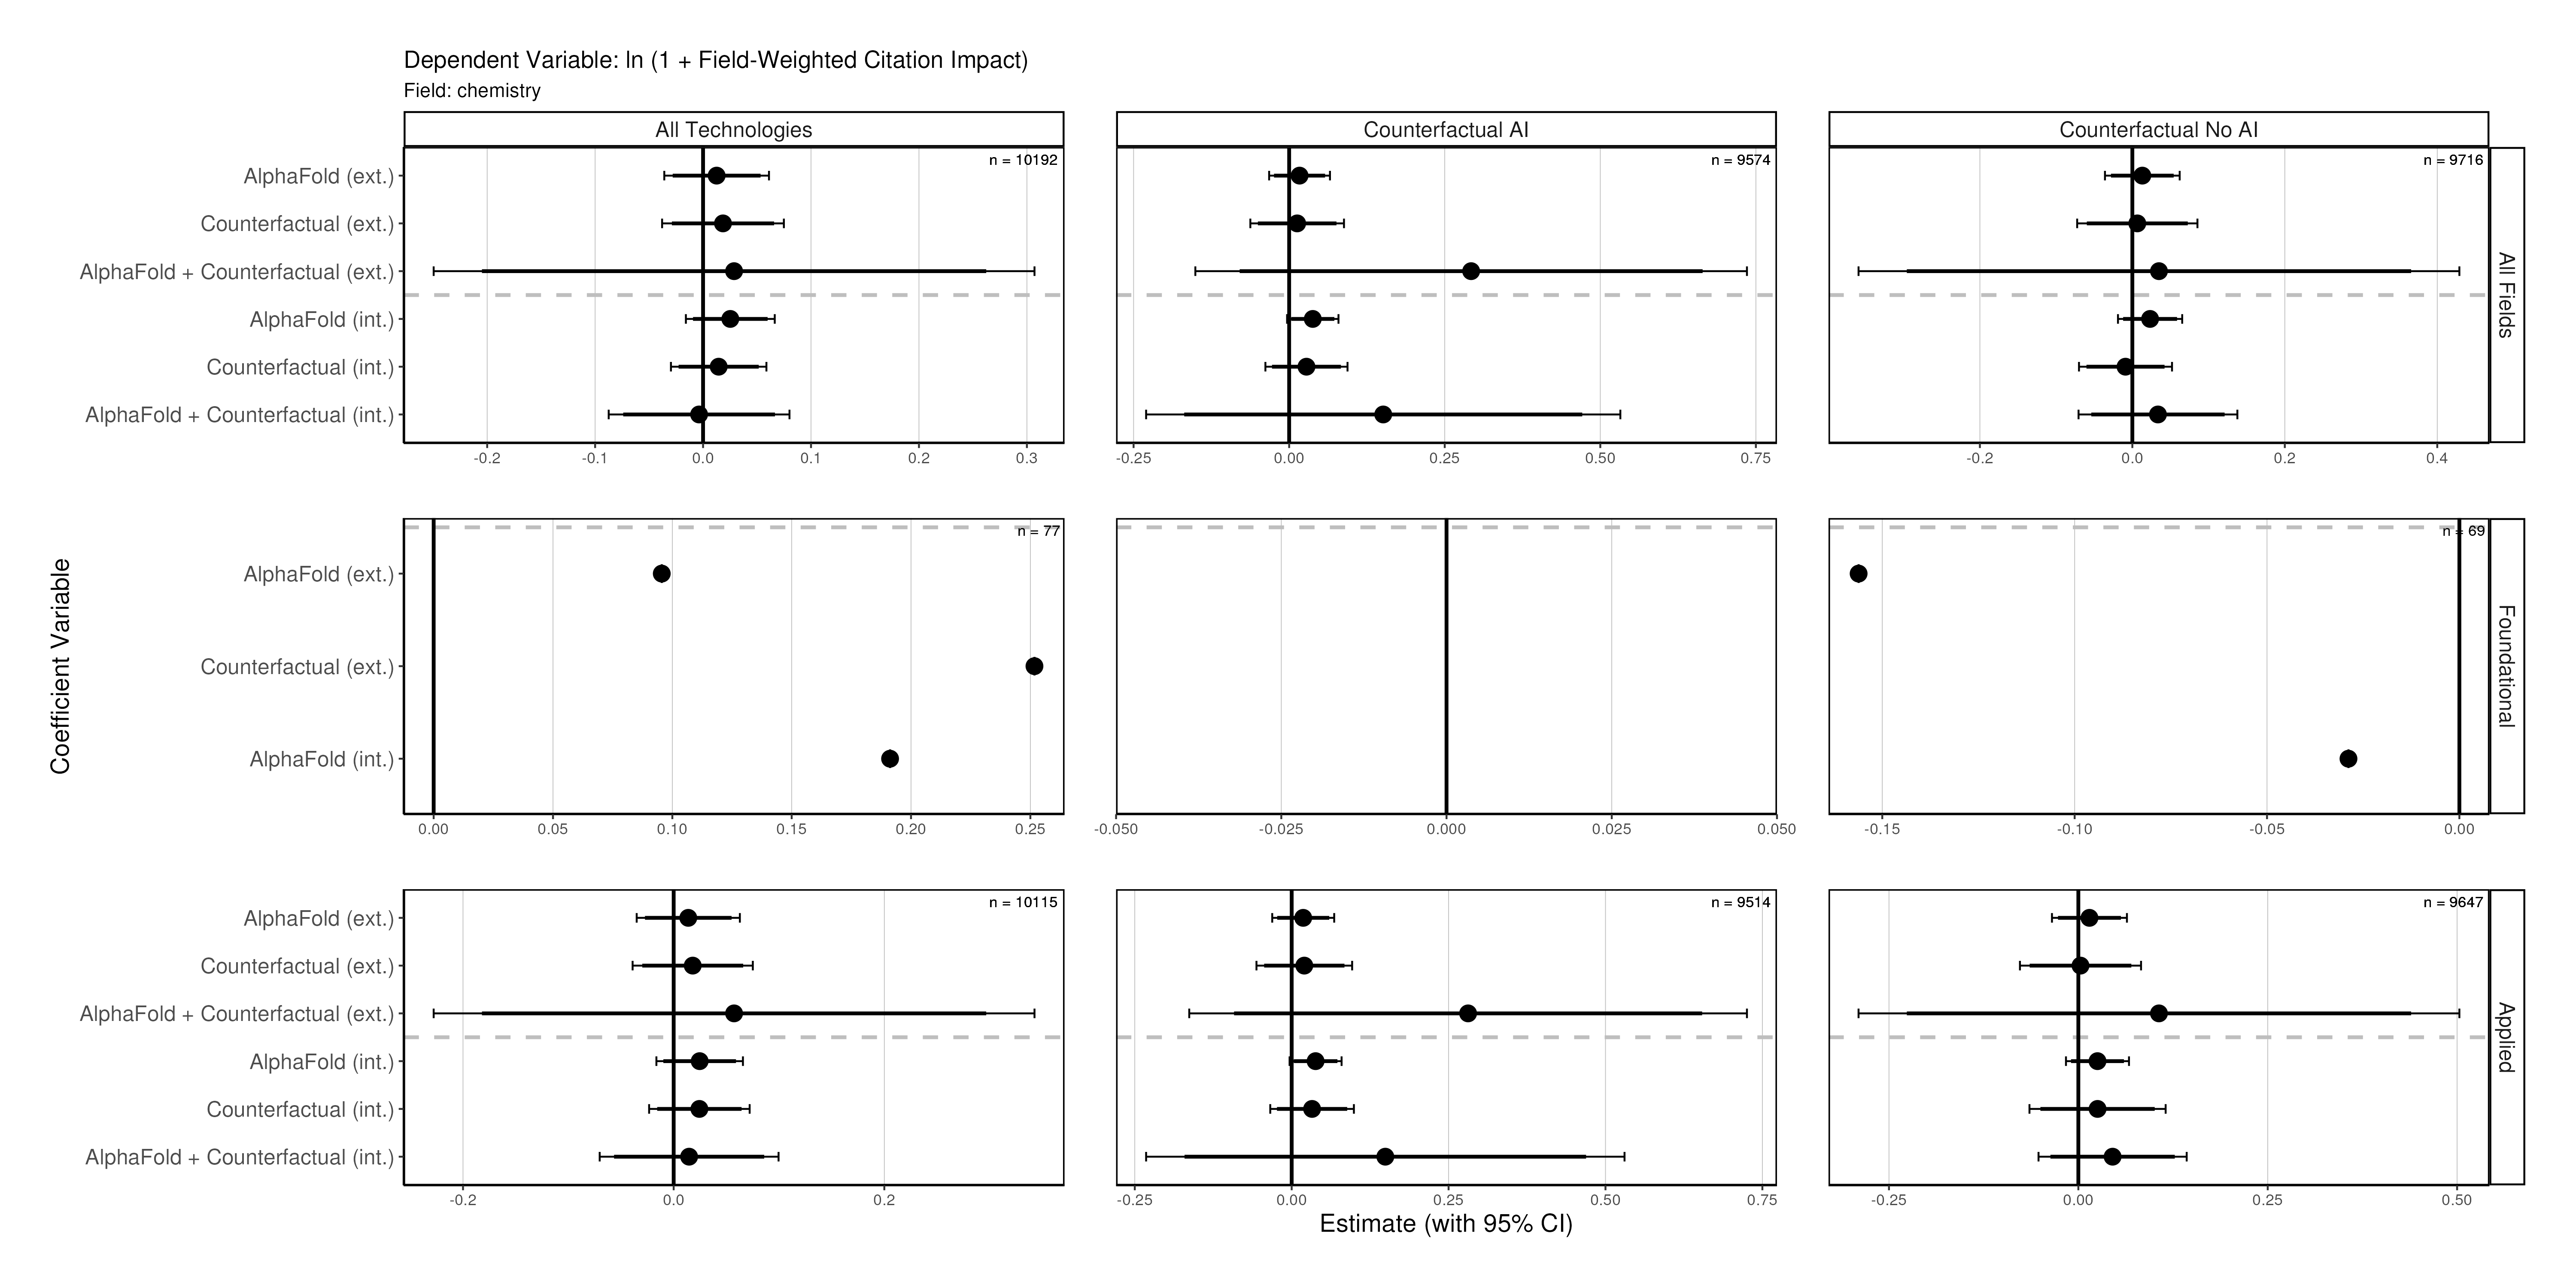 Dependent Variable: ln (1 + Field-Weighted Citation Impact)
Field: chemistry
All Technologies
Counterfactual AI
Counterfactual No AI
n = 10192
n = 9574
n = 9716
AlphaFold (ext.)
Counterfactual (ext.)
AlphaFold + Counterfactual (ext.)
AlphaFold (int.)
Counterfactual (int.)
AlphaFold + Counterfactual (int.)
All Fields
-0.2 -0.1 0.0 0.1 0.2 0.3
-0.25 0.00 0.25 0.50 0.75
-0.2 0.0 0.2 0.4
Coefficient Variable
n = 77
n = 69
AlphaFold (ext.)
Counterfactual (ext.)
AlphaFold (int.)
Foundational
0.00 0.05 0.10 0.15 0.20 0.25
-0.050 -0.025 0.000 0.025 0.050
-0.15 -0.10 -0.05 0.00
n = 10115
n = 9514
n = 9647
AlphaFold (ext.)
Counterfactual (ext.)
AlphaFold + Counterfactual (ext.)
AlphaFold (int.)
Counterfactual (int.)
AlphaFold + Counterfactual (int.)
Applied
-0.2 0.0 0.2
-0.25 0.00 0.25 0.50 0.75
-0.25 0.00 0.25 0.50
Estimate (with 95% CI)